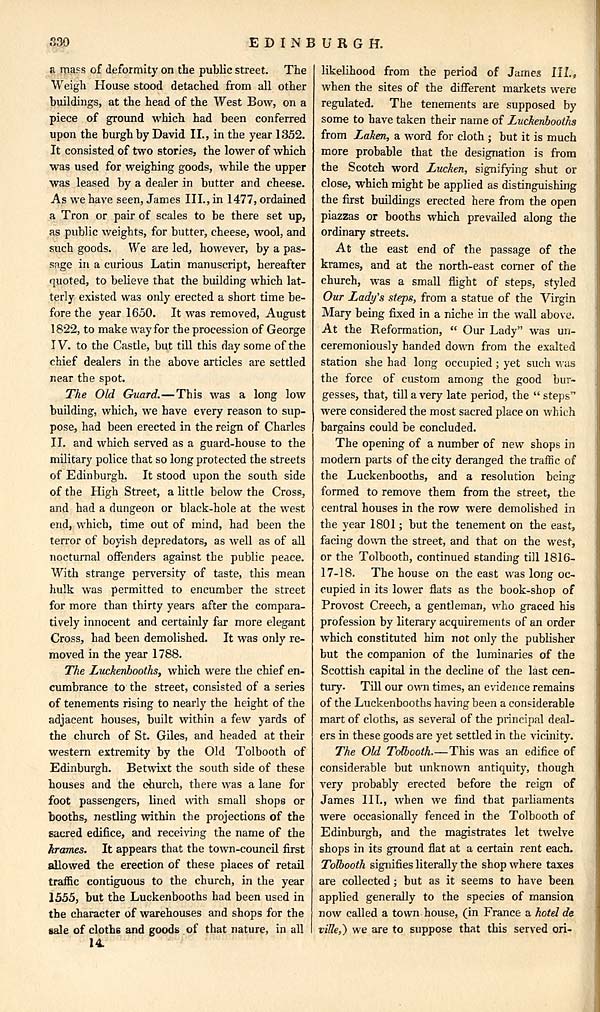 330
EDINBURGH.
a mass of deformity on the public street. The
Weigh House stood detached from all other
buildings, at the head of the West Bow, on a
piece of ground which had been conferred
upon the burgh by David II., in the year 1352.
It consisted of two stories, the lower of which
was used for weighing goods, while the upper
was leased by a dealer in butter and cheese.
As we have seen, James III., in 1477, ordained
a Tron or pair of scales to be there set up,
as public weights, for butter, cheese, wool, and
such goods. We are led, however, by a pas-
sage in a curious Latin manuscript, hereafter
quoted, to believe that the building which lat-
terly existed was only erected a short time be-
fore the year 1650. It was removed, August
1822, to make way for the procession of George
IV. to the Castle, but till this day some of the
chief dealers in the above articles are settled
near the spot.
The Old Guard.—This was a long low
building, which, we have every reason to sup-
pose, had been erected in the reign of Charles
II. and which served as a guard-house to the
military police that so long protected the streets
of Edinburgh. It stood upon the south side
of the High Street, a little below the Cross,
and had a dungeon or black-hole at the west
end, which, time out of mind, had been the
terror of boyish depredators, as well as of all
nocturnal offenders against the public peace.
With strange perversity of taste, this mean
hulk was permitted to encumber the street
for more than thirty years after the compara-
tively innocent and certainly far more elegant
Cross, had been demolished. It was only re-
moved in the year 1788.
The Luckenbooths, which were the chief en-
cumbrance to the street, consisted of a series
of tenements rising to nearly the height of the
adjacent houses, built within a few yards of
the church of St. Giles, and headed at their
western extremity by the Old Tolbooth of
Edinburgh. Betwixt the south side of these
houses and the church, there was a lane for
foot passengers, lined with small shops or
booths, nestling within the projections of the
sacred edifice, and receiving the name of the
krames. It appears that the town-council first
allowed the erection of these places of retail
traffic contiguous to the church, in the year
1555, but the Luckenbooths had been used in
the character of warehouses and shops for the
sale of cloths and goods of that nature, in all
14.
likelihood from the period of James III.,
when the sites of the different markets were
regulated. The tenements are supposed by
some to have taken their name of Luckenbooths
from Laken, a word for cloth; but it is much
more probable that the designation is from
the Scotch word Lucken, signifying shut or
close, which might be applied as distinguishing
the first buildings erected here from the open
piazzas or booths which prevailed along the
ordinary streets.
At the east end of the passage of the
krames, and at the north-east corner of the
church, was a small flight of steps, styled
Our Lady's steps, from a statue of the Virgin
Mary being fixed in a niche in the wall above.
At the Reformation, " Our Lady" was un-
ceremoniously handed down from the exalted
station she had long occupied; yet such was
the force of custom among the good bur-
gesses, that, till a very late period, the " steps"
were considered the most sacred place on which
bargains could be concluded.
The opening of a number of new shops in
modern parts of the city deranged the traffic of
the Luckenbooths, and a resolution being
formed to remove them from the street, the
central houses in the row were demolished in
the year 1801; but the tenement on the east,
facing down the street, and that on the west,
or the Tolbooth, continued standing till 1816-
17-18. The house on the east was long oc-
cupied in its lower flats as the book-shop of
Provost Creech, a gentleman, who graced his
profession by literary acquirements of an order
which constituted him not only the publisher
but the companion of the luminaries of the
Scottish capital in the decline of the last cen-
tury. Till our own times, an evidence remains
of the Luckenbooths having been a considerable
mart of cloths, as several of the principal deal-
ers in these goods are yet settled in the vicinity.
The Old Tolbooth.—This was an edifice of
considerable but unknown antiquity, though
very probably erected before the reign of
James III., when we find that parliaments
were occasionally fenced in the Tolbooth of
Edinburgh, and the magistrates let twelve
shops in its ground flat at a certain rent each.
Tolbooth signifies literally the shop where taxes
are collected; but as it seems to have been
applied generally to the species of mansion
now called a town house, (in France a hotel de
ville,) we are to suppose that this served ori-